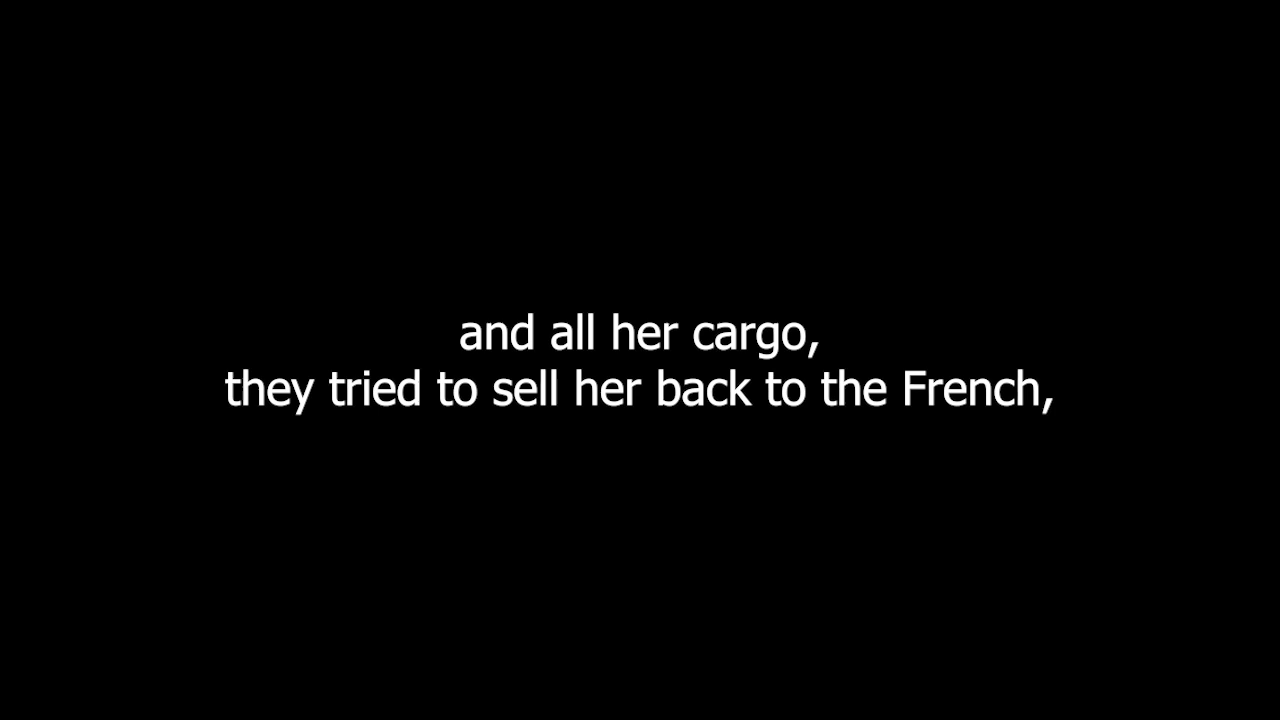 and all her cargo,
they tried to sell her back to the French,